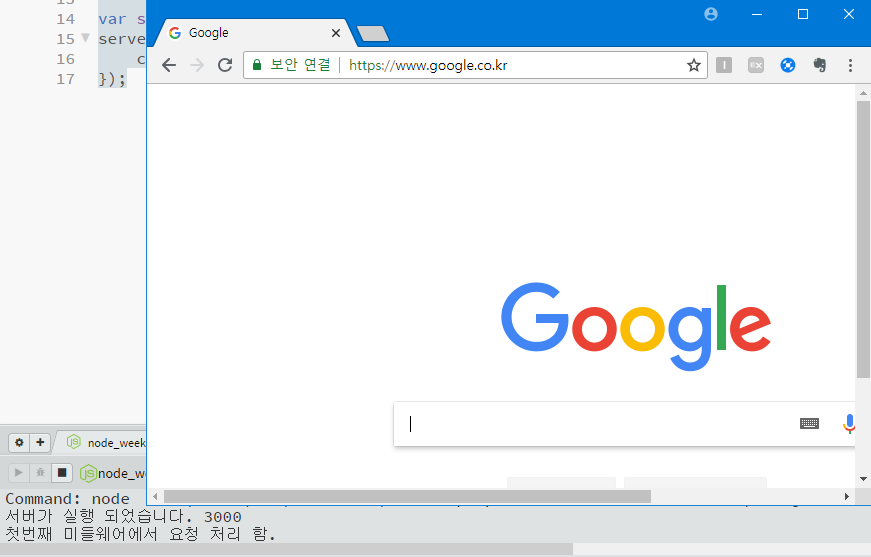 14 var s
15 serve
16 c
17 });
Google
보안 연결 https://www.google.co.kr
Google
node_week
node_w
Command: node
서버가 실행 되었습니다. 3000
첫번째 미들웨어에서 요청 처리 함.